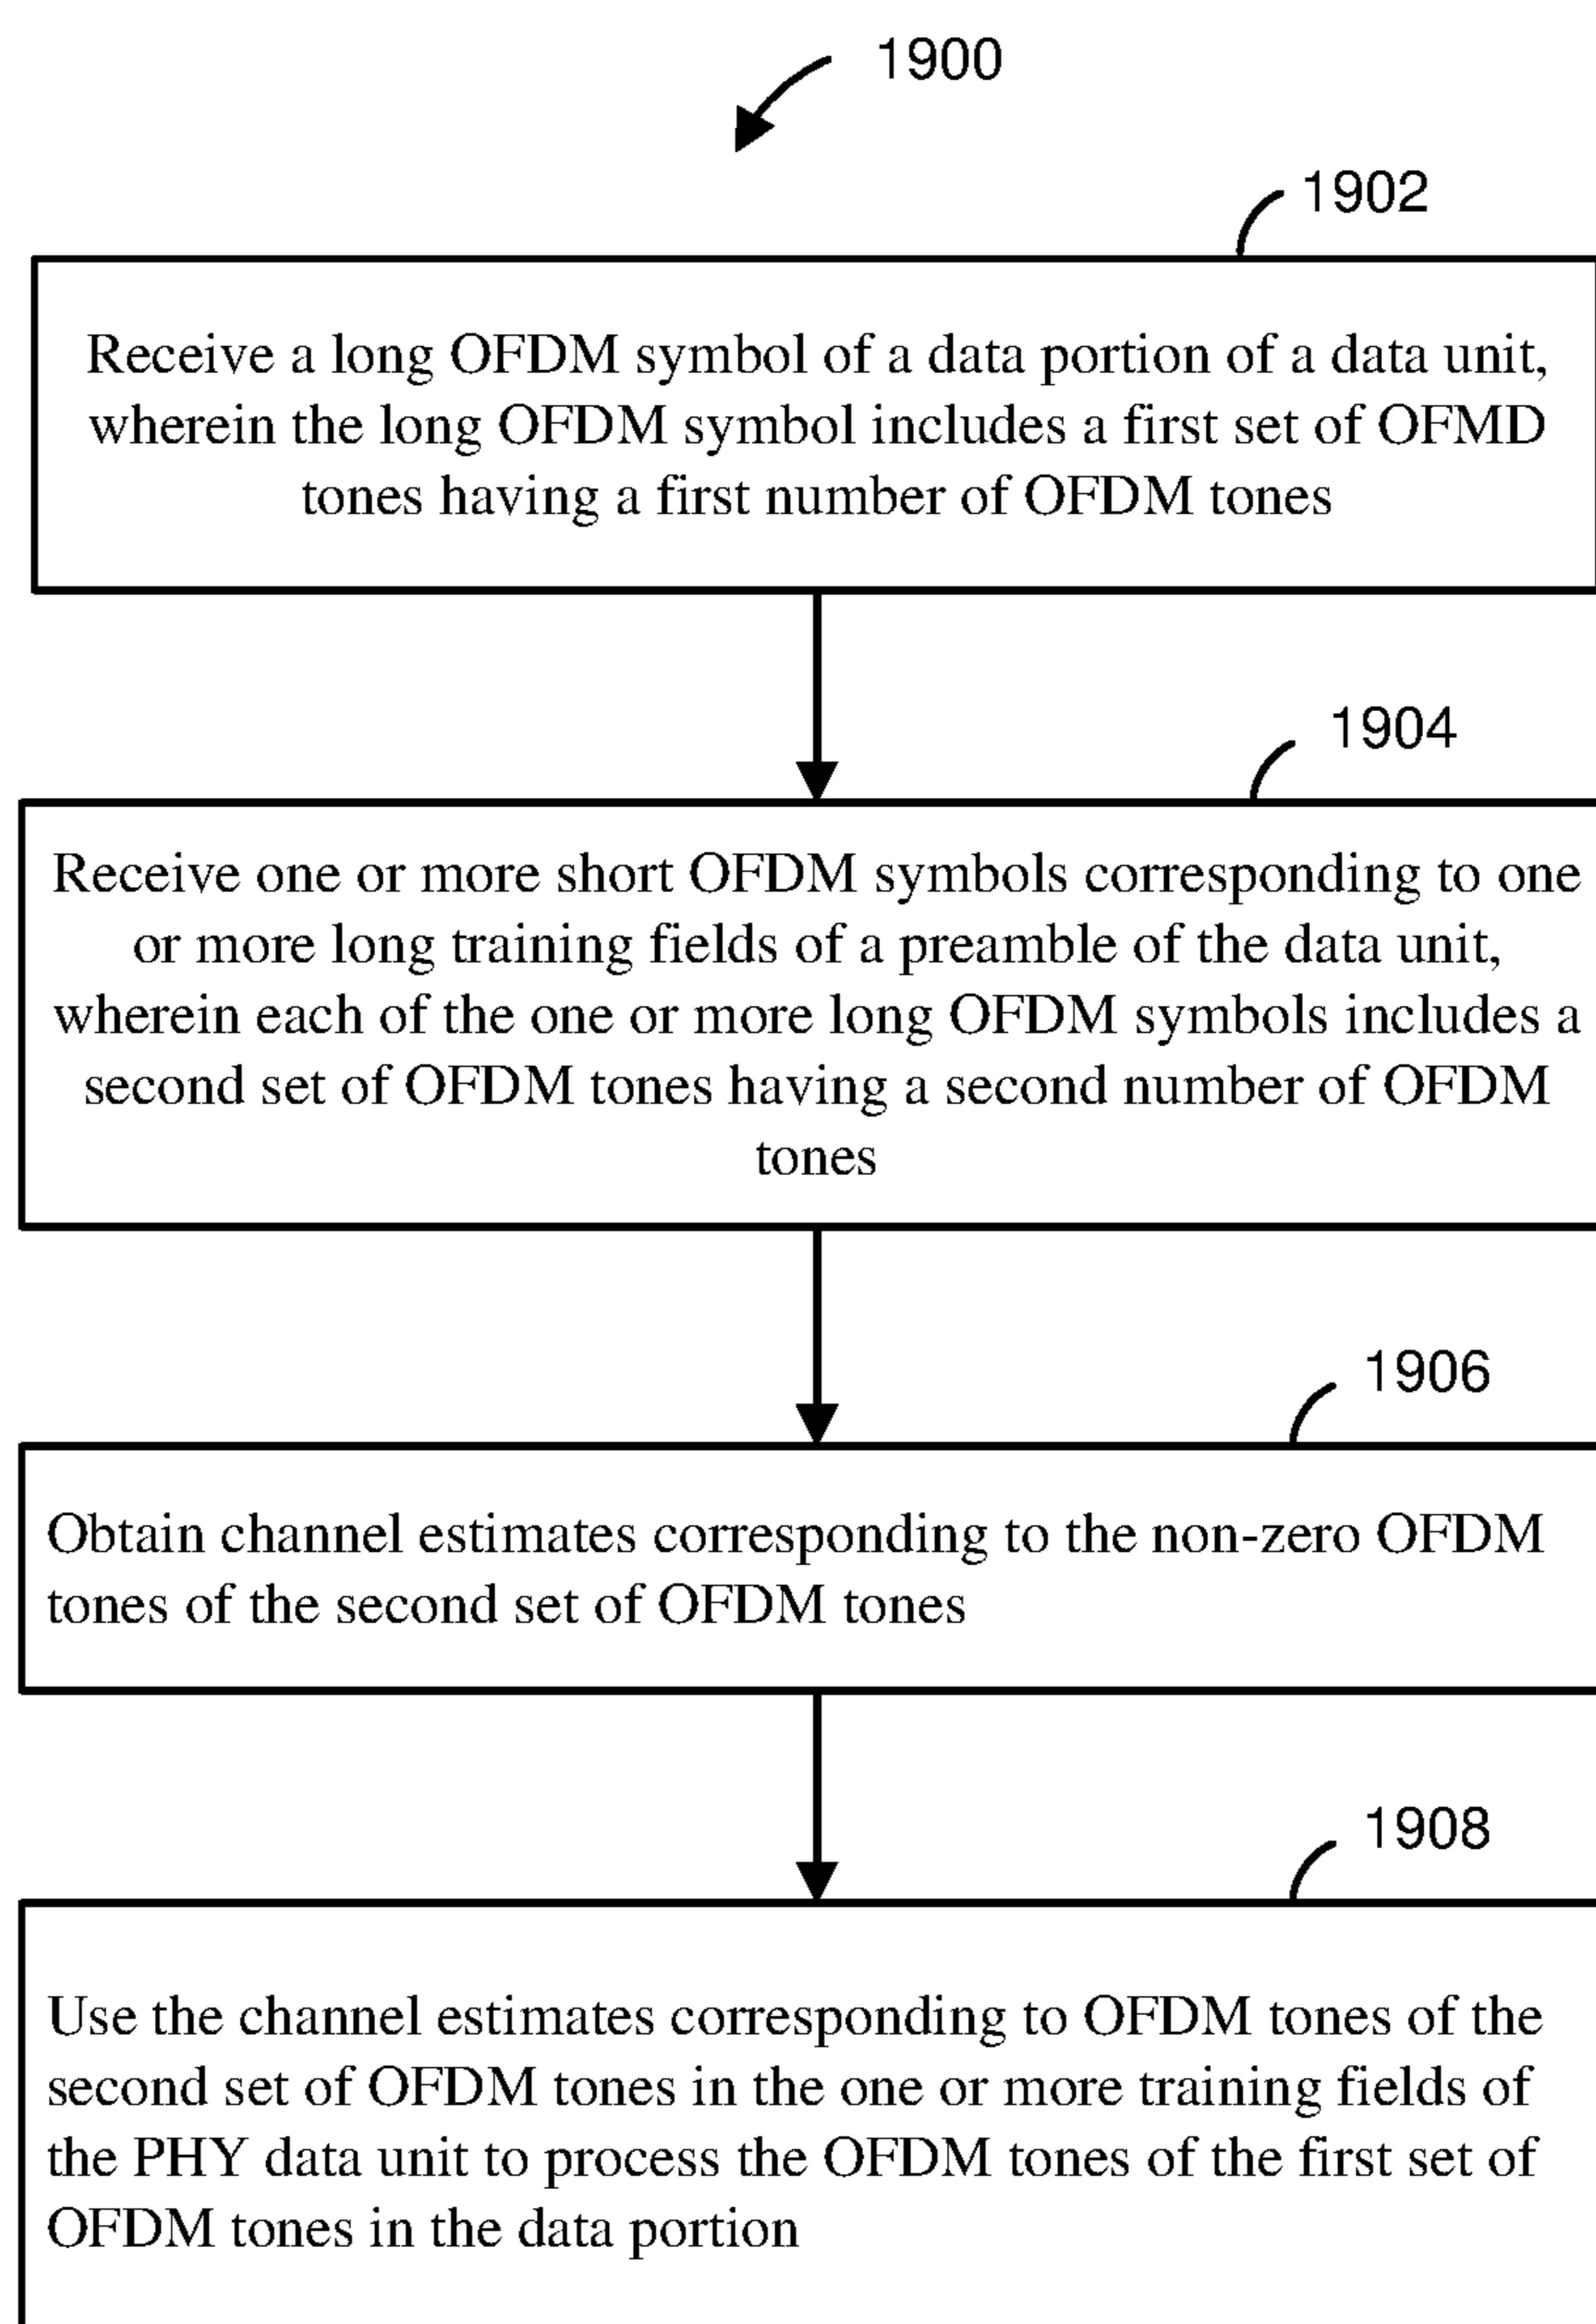 1900
1902
Receive a long OFDM symbol of a data portion of a data unit,
wherein the long OFDM symbol includes a first set of OFMD
tones having a first number of OFDM tones
1904
Receive one or more short OFDM symbols corresponding to one
or more long training fields of a preamble of the data unit,
wherein each of the one or more long OFDM symbols includes a
second set of OFDM tones having a second number of OFDM
tones
1906
Obtain channel estimates corresponding to the non-zero OFDM
tones of the second set of OFDM tones
1908
Use the channel estimates corresponding to OFDM tones of the
second set of OFDM tones in the one or more training fields of
the PHY data unit to process the OFDM tones of the first set of
OFDM tones in the data portion